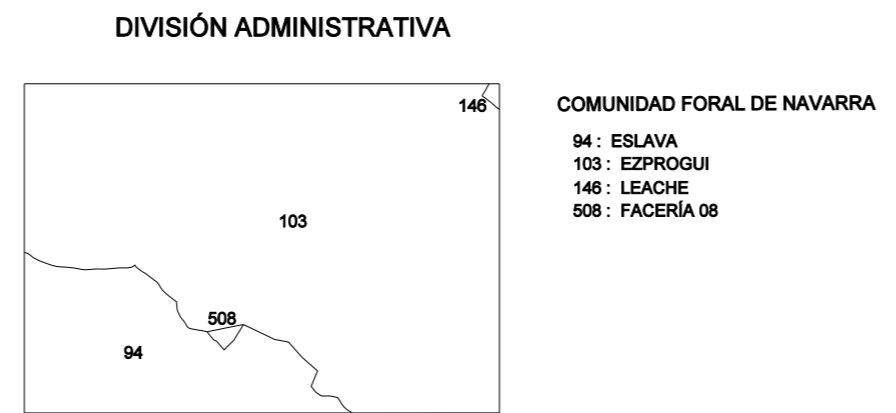 DIVISIÓN ADMINISTRATIVA
146
103
508
94
COMUNIDAD FORAL DE NAVARRA
94 : ESLAVA
103 : EZPROGUI
146 : LEACHE
508 : FACERÍA 08